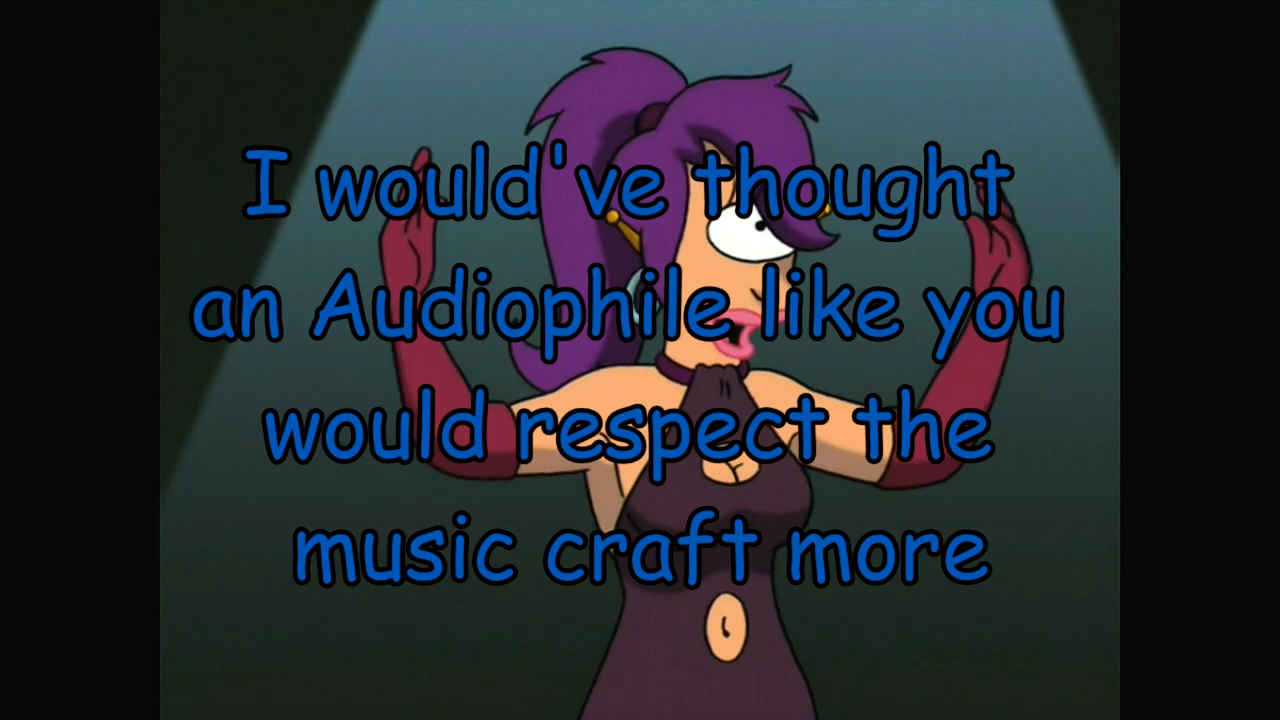 I would've thought
an Audiophile like you
would respect the
music craft more